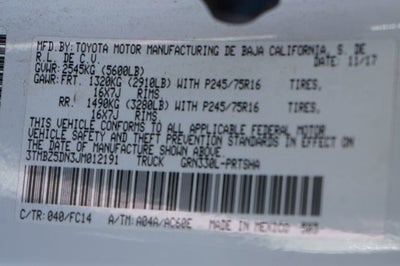 MFD.BY:TOYOTA MOTOR MANUFACTURING DE BAJA CALIFORNIA, S. DE
R.L. DE C.V. 11/17
GVWR:2545KG (5600LB)
GAWR:FRT. 1320KG (2910LB) WITH P245/75R16 TIRES,
16X7J RIMS,
RR. 1490KG (3280LB) WITH P245/75R16 TIRES,
16X7J RIMS,
THIS VEHICLE CONFORMS TO ALL APPLICABLE FEDERAL MOTOR
VEHICLE SAFETY AND THEFT PREVENTION STANDARDS IN EFFECT ON
THE DATE OF MANUFACTURE SHOWN ABOVE.
3TMBZ5DN3JM012191 TRUCK GRN330L-PRTSHA
C/TR: 040/FC14 A/TM: A04A/AC60E MADE IN MEXICO